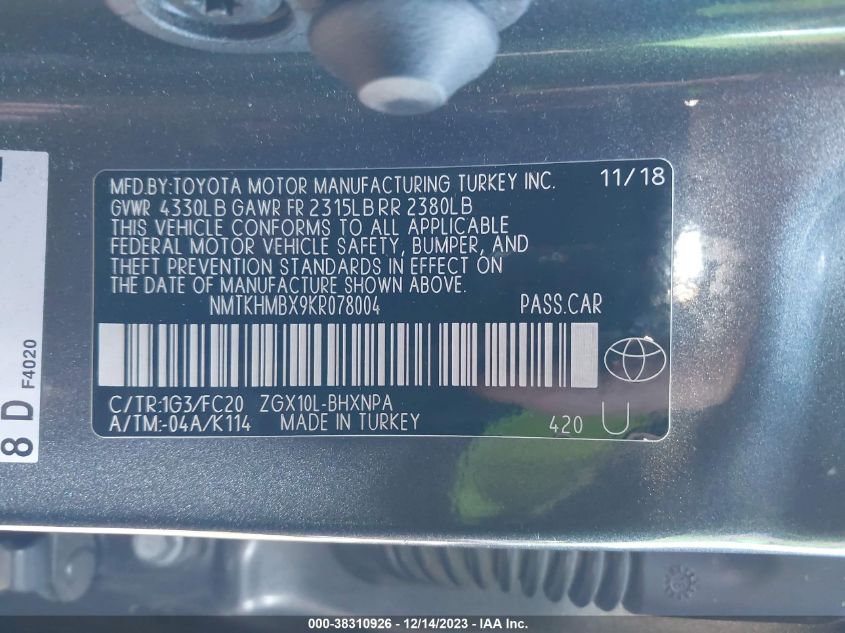 MFD.BY:TOYOTA MOTOR MANUFACTURING TURKEY INC. 11/18
GVWR 4330LB GAWR FR 2315LB RR 2380LB
THIS VEHICLE CONFORMS TO ALL APPLICABLE
FEDERAL MOTOR VEHICLE SAFETY, BUMPER, AND
THEFT PREVENTION STANDARDS IN EFFECT ON
THE DATE OF MANUFACTURE SHOWN ABOVE.
NMTKHMBX9KR078004 PASS.CAR
C/TR:1G3/FC20 ZGX10L-BHXNPA
A/TM:-04A/K114 MADE IN TURKEY 420 U
8 D F4020
000-38310926 - 12/14/2023 - IAA Inc.